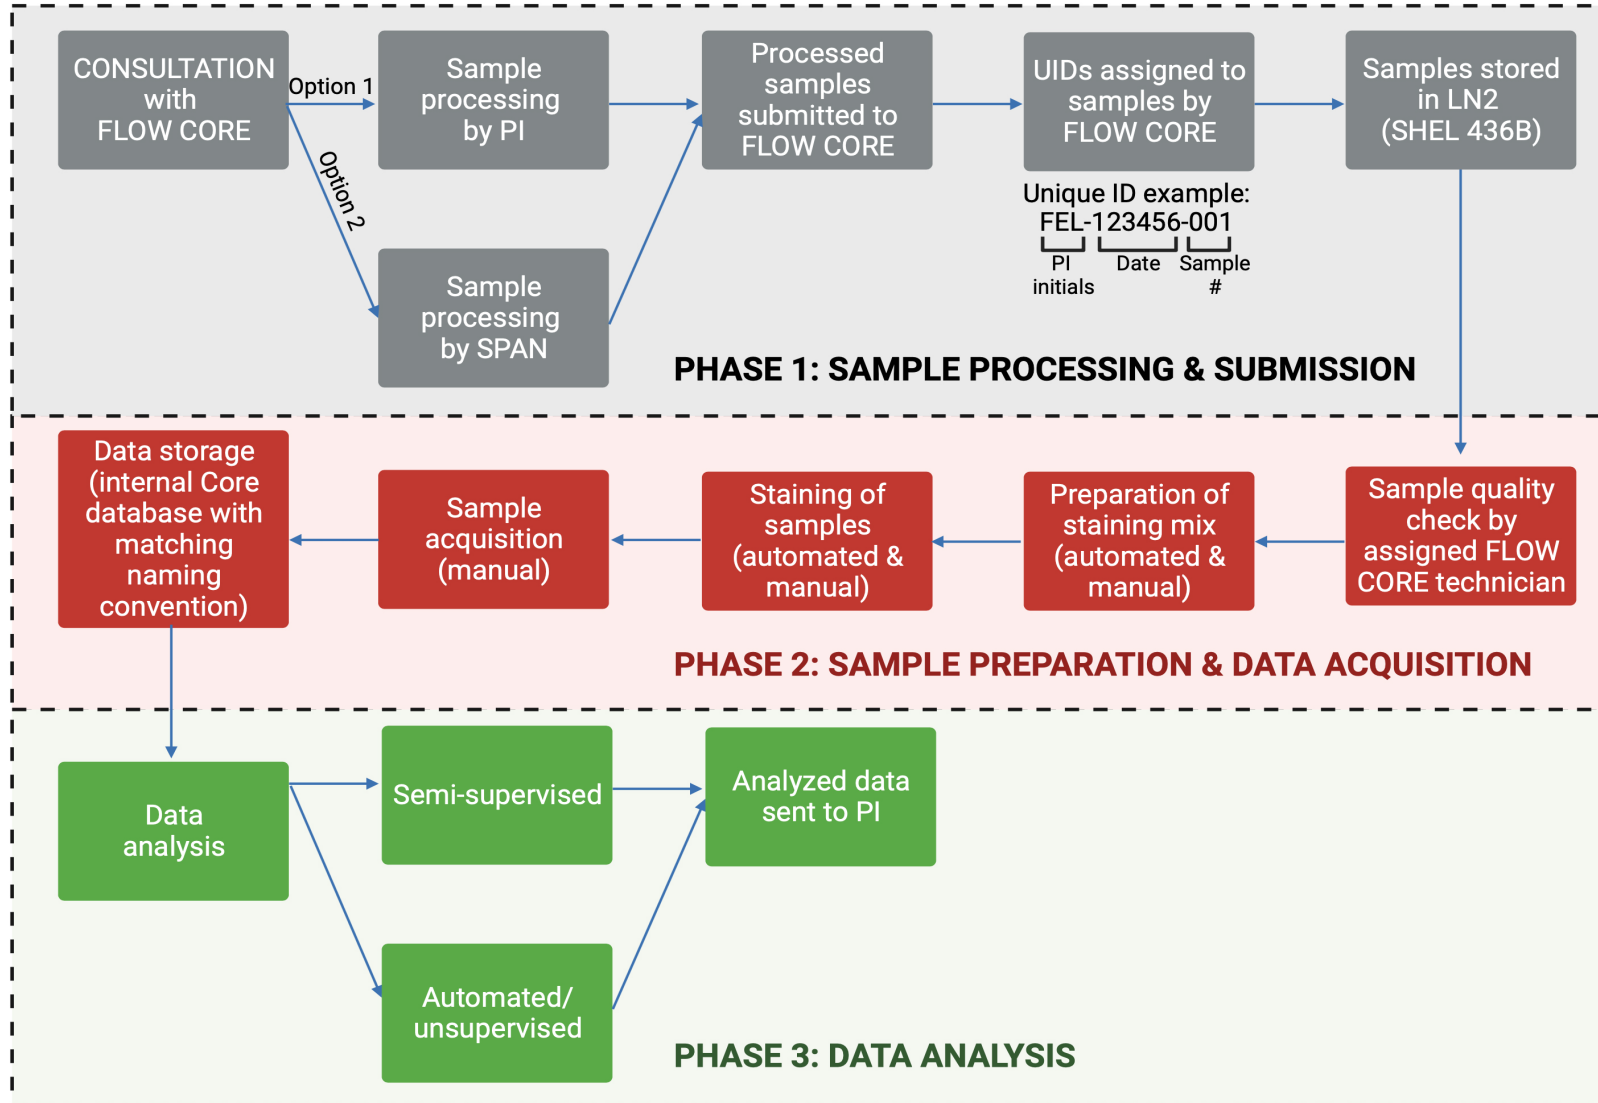 CONSULTATION
with
FLOW CORE
Option 1
Option 2
Sample
processing
by PI
Sample
processing
by SPAN
Processed
samples
submitted to
FLOW CORE
UIDs assigned to
samples by
FLOW CORE
Unique ID example:
FEL-123456-001
PI
initials
Date
Sample
#
Samples stored
in LN2
(SHEL 436B)
PHASE 1: SAMPLE PROCESSING & SUBMISSION
Sample quality
check by
assigned FLOW
CORE technician
Preparation of
staining mix
(automated &
manual)
Staining of
samples
(automated &
manual)
Sample
acquisition
(manual)
Data storage
(internal Core
database with
matching
naming
convention)
PHASE 2: SAMPLE PREPARATION & DATA ACQUISITION
Data
analysis
Semi-supervised
Automated/
unsupervised
Analyzed data
sent to PI
PHASE 3: DATA ANALYSIS